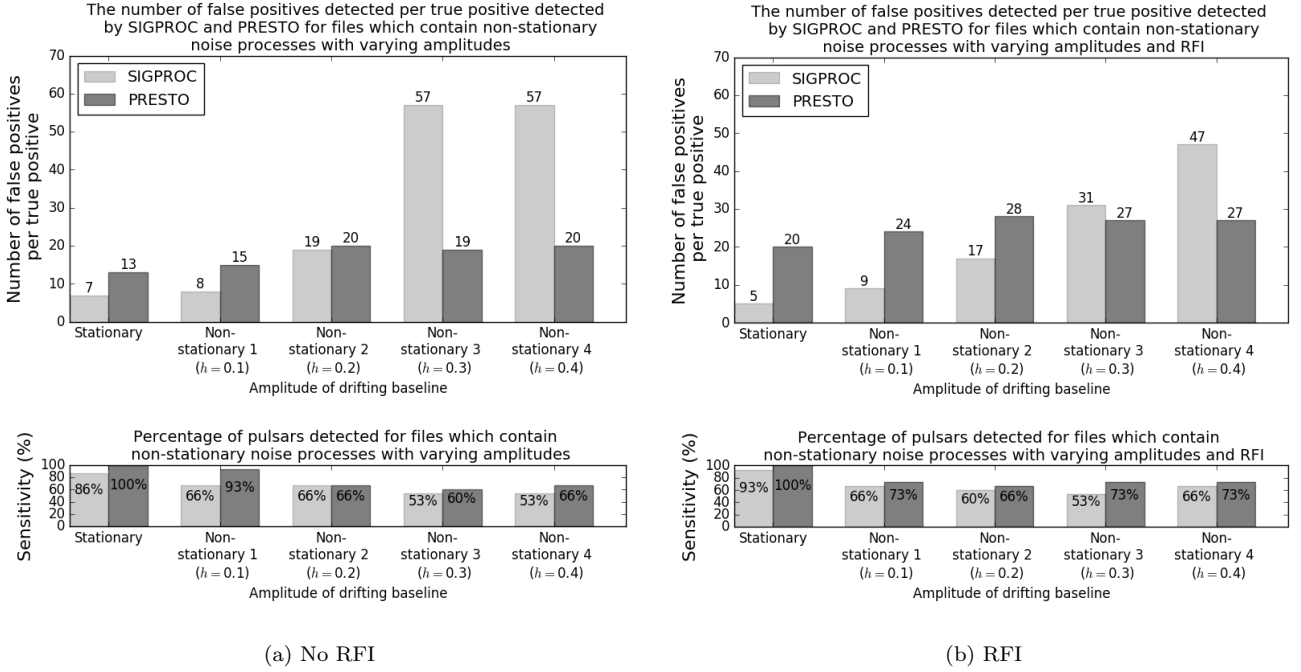 The number of false positives detected per true positive detected
by SIGPROC and PRESTO for files which contain non-stationary
noise processes with varying amplitudes
Number of false positives
per true positive
70
60
50
40
30
20
10
0
SIGPROC
PRESTO
7
13
8
15
19
20
57
19
57
20
Stationary
Non-
stationary 1
(h = 0.1)
Non-
stationary 2
(h = 0.2)
Non-
stationary 3
(h = 0.3)
Non-
stationary 4
(h = 0.4)
Amplitude of drifting baseline
Percentage of pulsars detected for files which contain
non-stationary noise processes with varying amplitudes
Sensitivity (%)
100
80
60
40
20
0
86%
100%
66%
93%
66%
66%
53%
60%
53%
66%
Stationary
Non-
stationary 1
(h = 0.1)
Non-
stationary 2
(h = 0.2)
Non-
stationary 3
(h = 0.3)
Non-
stationary 4
(h = 0.4)
Amplitude of drifting baseline
(a) No RFI
The number of false positives detected per true positive detected
by SIGPROC and PRESTO for files which contain non-stationary
noise processes with varying amplitudes and RFI
Number of false positives
per true positive
70
60
50
40
30
20
10
0
SIGPROC
PRESTO
5
20
9
24
17
28
31
27
47
27
Stationary
Non-
stationary 1
(h = 0.1)
Non-
stationary 2
(h = 0.2)
Non-
stationary 3
(h = 0.3)
Non-
stationary 4
(h = 0.4)
Amplitude of drifting baseline
Percentage of pulsars detected for files which contain
non-stationary noise processes with varying amplitudes and RFI
Sensitivity (%)
100
80
60
40
20
0
93%
100%
66%
73%
60%
66%
53%
73%
66%
73%
Stationary
Non-
stationary 1
(h = 0.1)
Non-
stationary 2
(h = 0.2)
Non-
stationary 3
(h = 0.3)
Non-
stationary 4
(h = 0.4)
Amplitude of drifting baseline
(b) RFI